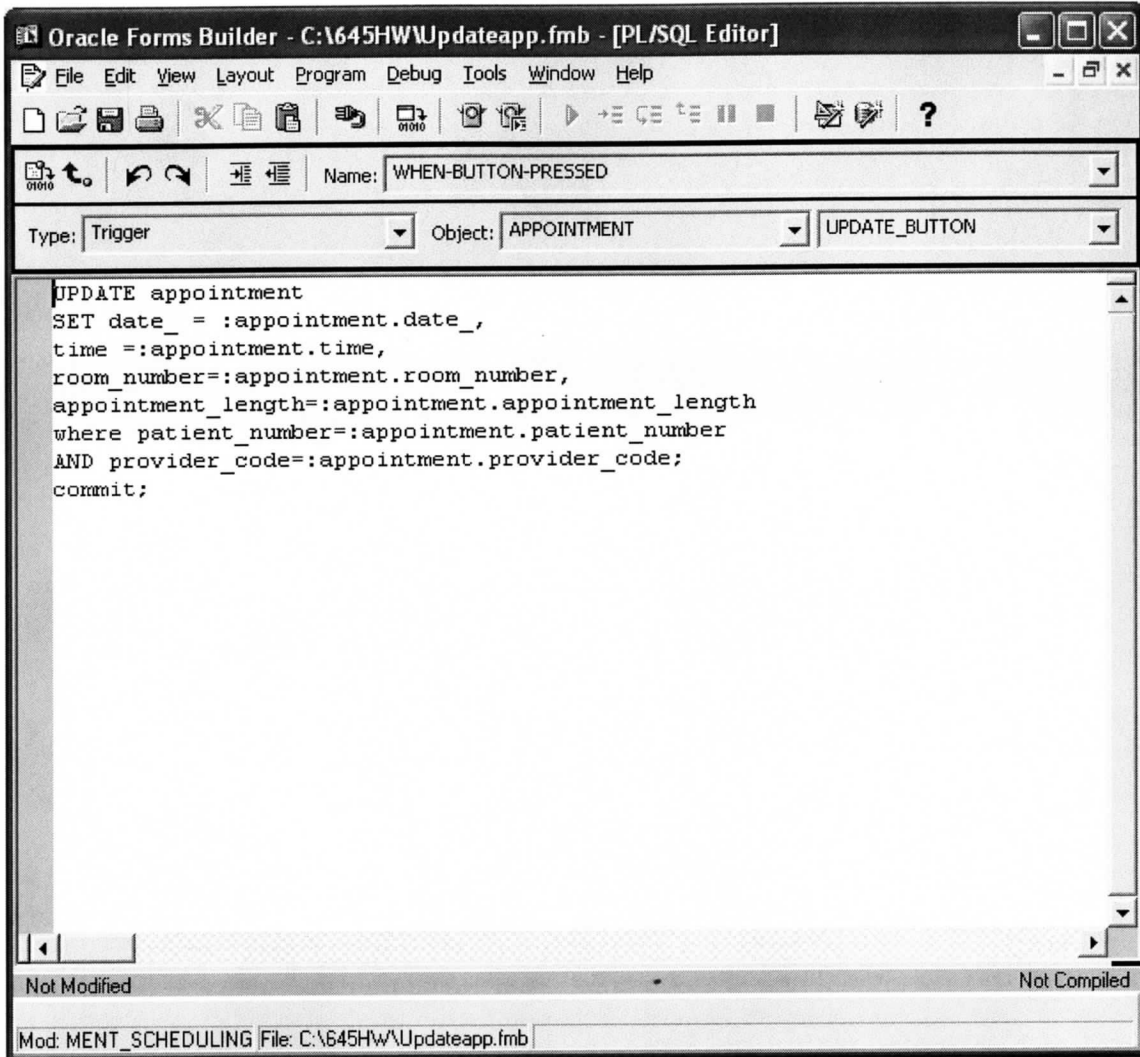 Oracle Forms Builder - C:\645HW\Updateapp.fmb - [PL/SQL Editor]
File Edit View Layout Program Debug Tools Window Help
Name: WHEN-BUTTON-PRESSED
Type: Trigger Object: APPOINTMENT UPDATE_BUTTON
UPDATE appointment
SET date_ = :appointment.date_,
time =:appointment.time,
room_number=:appointment.room_number,
appointment_length=:appointment.appointment_length
where patient_number=:appointment.patient_number
AND provider_code=:appointment.provider_code;
commit;
Not Modified Not Compiled
Mod: MENT_SCHEDULING File: C:\645HW\Updateapp.fmb